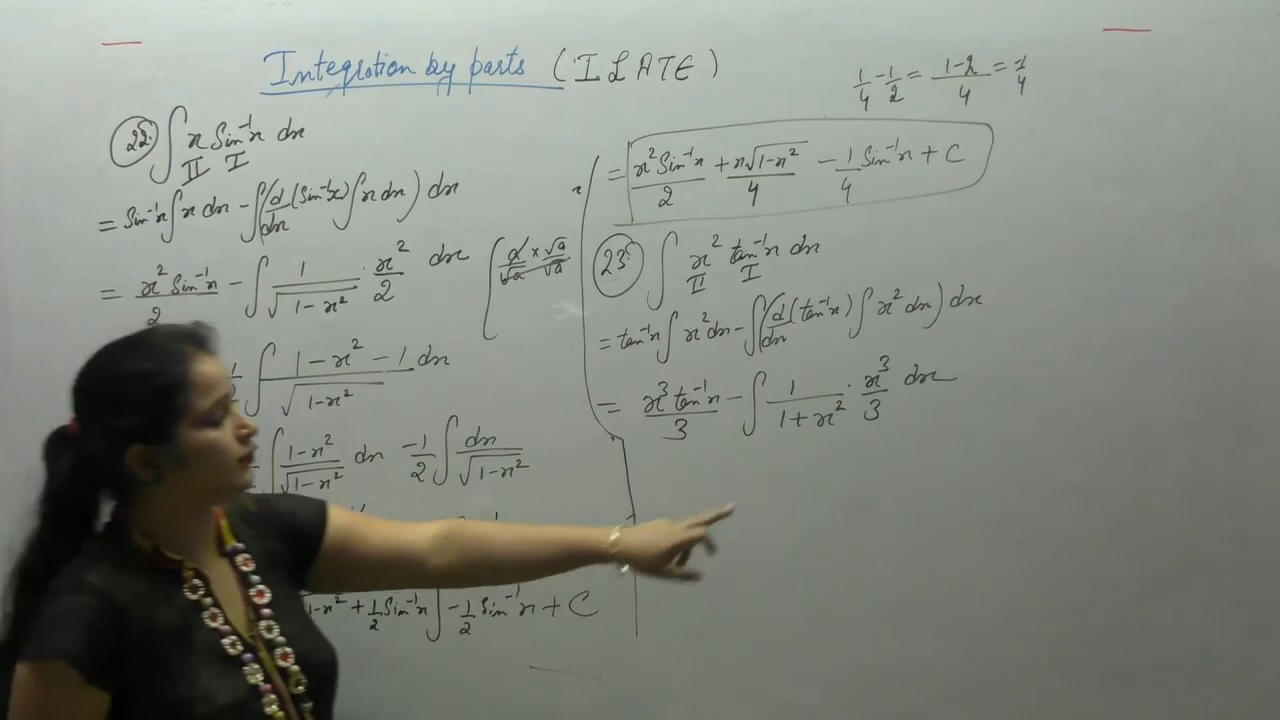 Integration by parts (ILATE)
1/4 - 1/2 = (1-2)/4 = -1/4
22. ∫ x Sin⁻¹x dx
II I
= Sin⁻¹x ∫ x dx - ∫ (d/dx (Sin⁻¹x) ∫ x dx) dx
= x² Sin⁻¹x / 2 - ∫ 1/√(1-x²) · x²/2 dx
[a/√a × √a/√a
∫ (1-x²-1)/√(1-x²) dx
∫ (1-x²)/√(1-x²) dx - 1/2 ∫ dx/√(1-x²)
1-x² + 1/2 Sin⁻¹x] - 1/2 Sin⁻¹x + C
= x² Sin⁻¹x / 2 + x√(1-x²) / 4 - 1/4 Sin⁻¹x + C
23. ∫ x² tan⁻¹x dx
II I
= tan⁻¹x ∫ x² dx - ∫ (d/dx (tan⁻¹x) ∫ x² dx) dx
= x³ tan⁻¹x / 3 - ∫ 1/(1+x²) · x³/3 dx